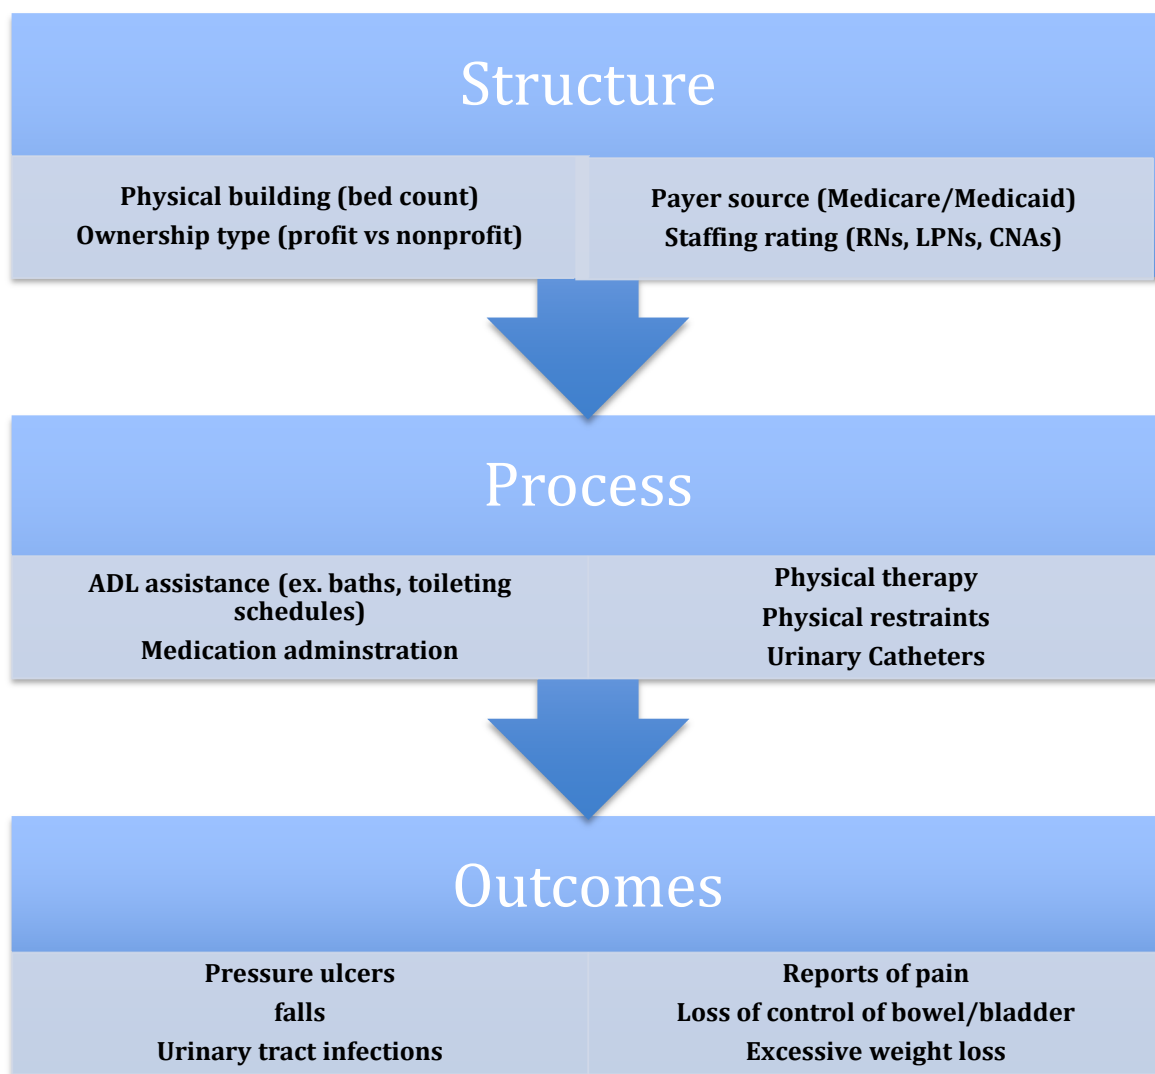 Structure
Physical building (bed count)
Ownership type (profit vs nonprofit)
Payer source (Medicare/Medicaid)
Staffing rating (RNs, LPNs, CNAs)
Process
ADL assistance (ex. baths, toileting
schedules)
Medication adminstration
Physical therapy
Physical restraints
Urinary Catheters
Outcomes
Pressure ulcers
falls
Urinary tract infections
Reports of pain
Loss of control of bowel/bladder
Excessive weight loss